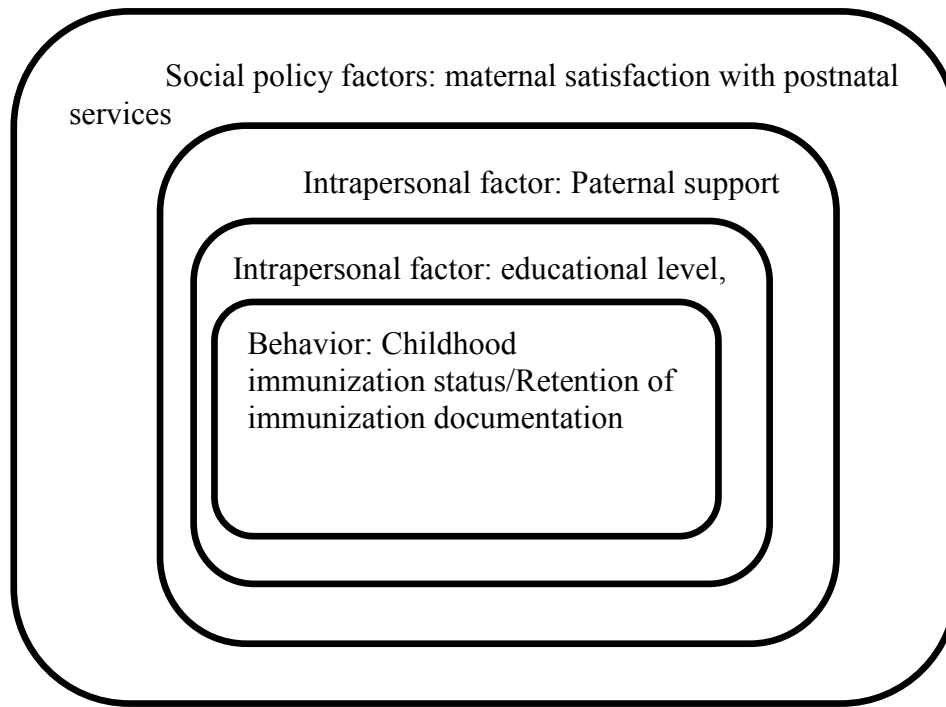 Social policy factors: maternal satisfaction with postnatal
services
Intrapersonal factor: Paternal support
Intrapersonal factor: educational level,
Behavior: Childhood
immunization status/Retention of
immunization documentation